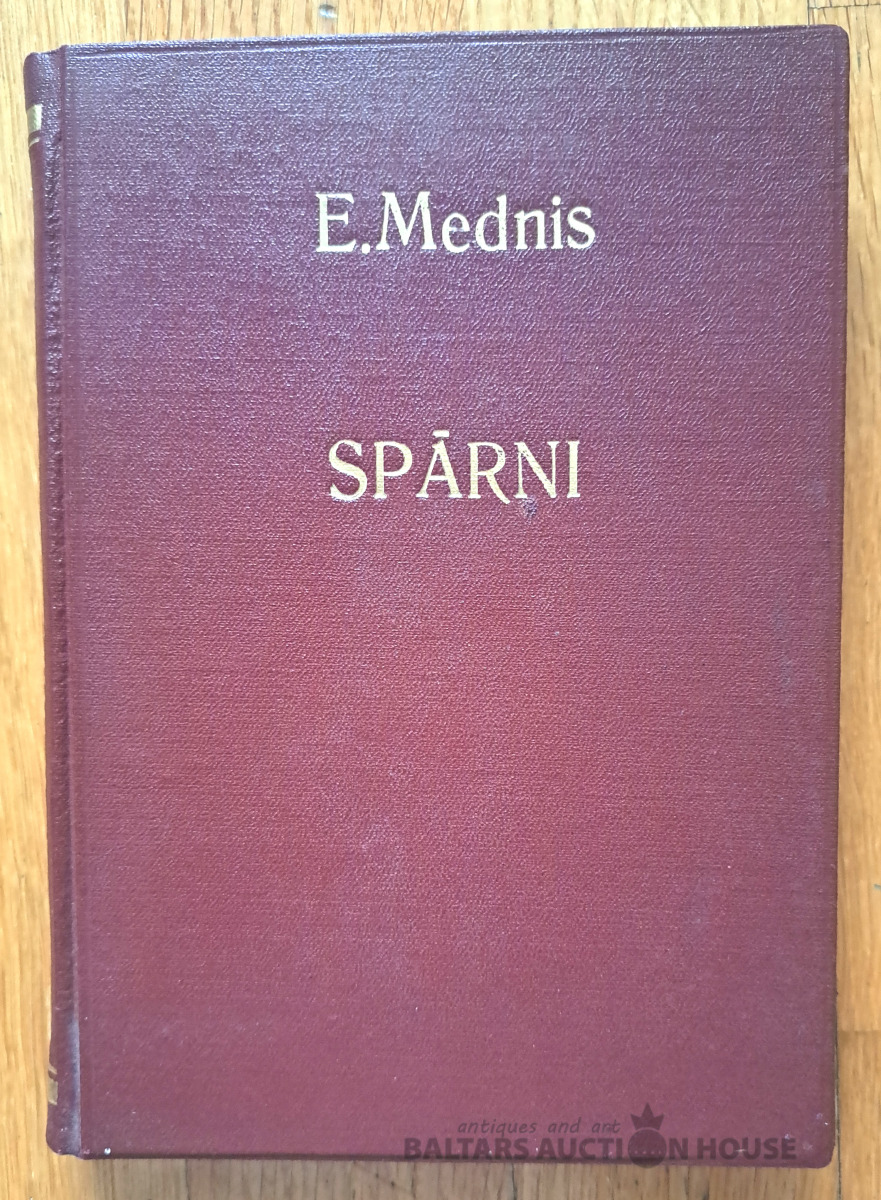 E.Mednis
SPĀRNI
antiques and art
BALTARS AUCTION HOUSE